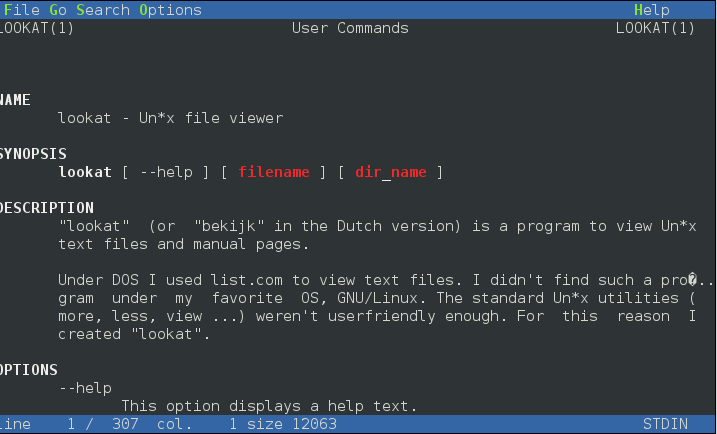 File Go Search Options Help
LOOKAT(1) User Commands LOOKAT(1)
NAME
lookat - Un*x file viewer
SYNOPSIS
lookat [ --help ] [ filename ] [ dir_name ]
DESCRIPTION
"lookat" (or "bekijk" in the Dutch version) is a program to view Un*x
text files and manual pages.
Under DOS I used list.com to view text files. I didn't find such a pro�..
gram under my favorite OS, GNU/Linux. The standard Un*x utilities (
more, less, view ...) weren't userfriendly enough. For this reason I
created "lookat".
OPTIONS
--help
This option displays a help text.
line 1 / 307 col. 1 size 12063 STDIN